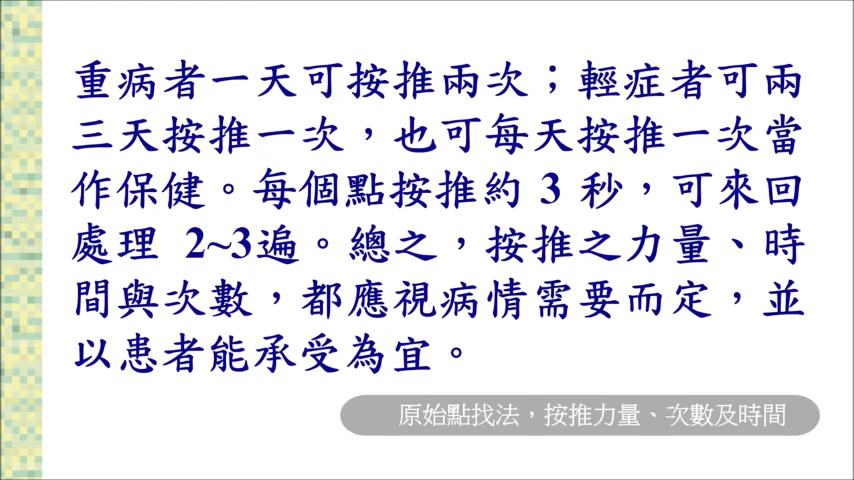 重病者一天可按推兩次；輕症者可兩
三天按推一次，也可每天按推一次當
作保健。每個點按推約 3 秒，可來回
處理 2~3遍。總之，按推之力量、時
間與次數，都應視病情需要而定，並
以患者能承受為宜。
原始點找法，按推力量、次數及時間